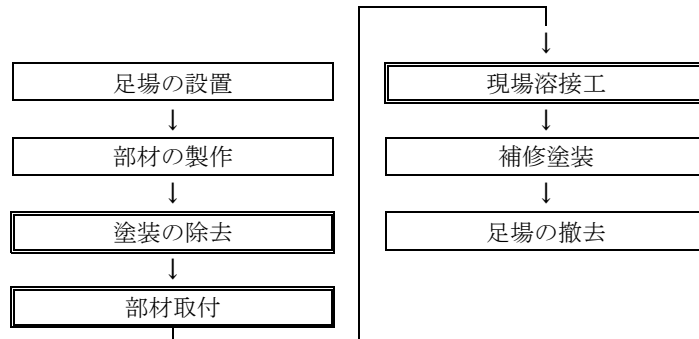 足場の設置
部材の製作
塗装の除去
部材取付
現場溶接工
補修塗装
足場の撤去